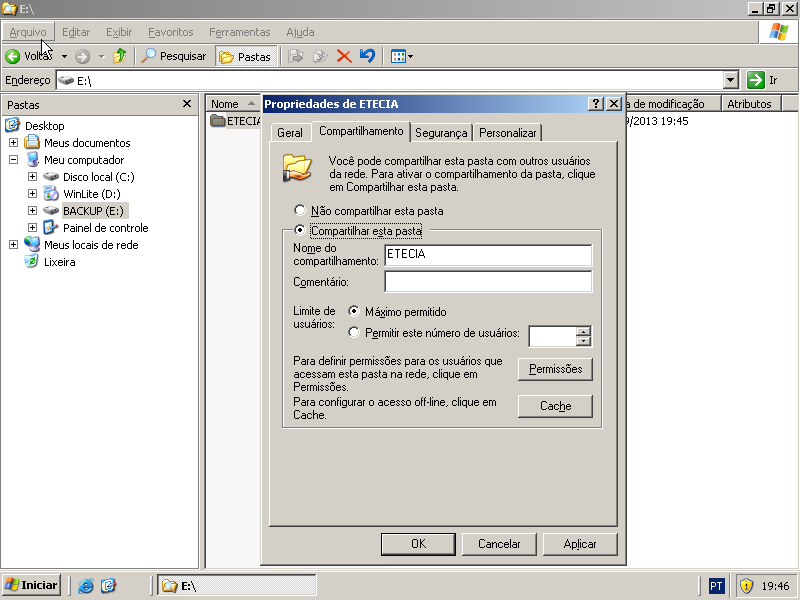 E:\
Arquivo Editar Exibir Favoritos Ferramentas Ajuda
Voltar Pesquisar Pastas
Endereço E:\ Ir
Pastas
Desktop
Meus documentos
Meu computador
Disco local (C:)
WinLite (D:)
BACKUP (E:)
Painel de controle
Meus locais de rede
Lixeira
Nome a de modificação Atributos
ETECIA 9/2013 19:45
Propriedades de ETECIA
Geral Compartilhamento Segurança Personalizar
Você pode compartilhar esta pasta com outros usuários
da rede. Para ativar o compartilhamento da pasta, clique
em Compartilhar esta pasta.
Não compartilhar esta pasta
Compartilhar esta pasta
Nome do
compartilhamento: ETECIA
Comentário:
Limite de
usuários:
Máximo permitido
Permitir este número de usuários:
Para definir permissões para os usuários que
acessam esta pasta na rede, clique em
Permissões.
Permissões
Para configurar o acesso off-line, clique em
Cache.
Cache
OK Cancelar Aplicar
Iniciar E:\ PT 19:46